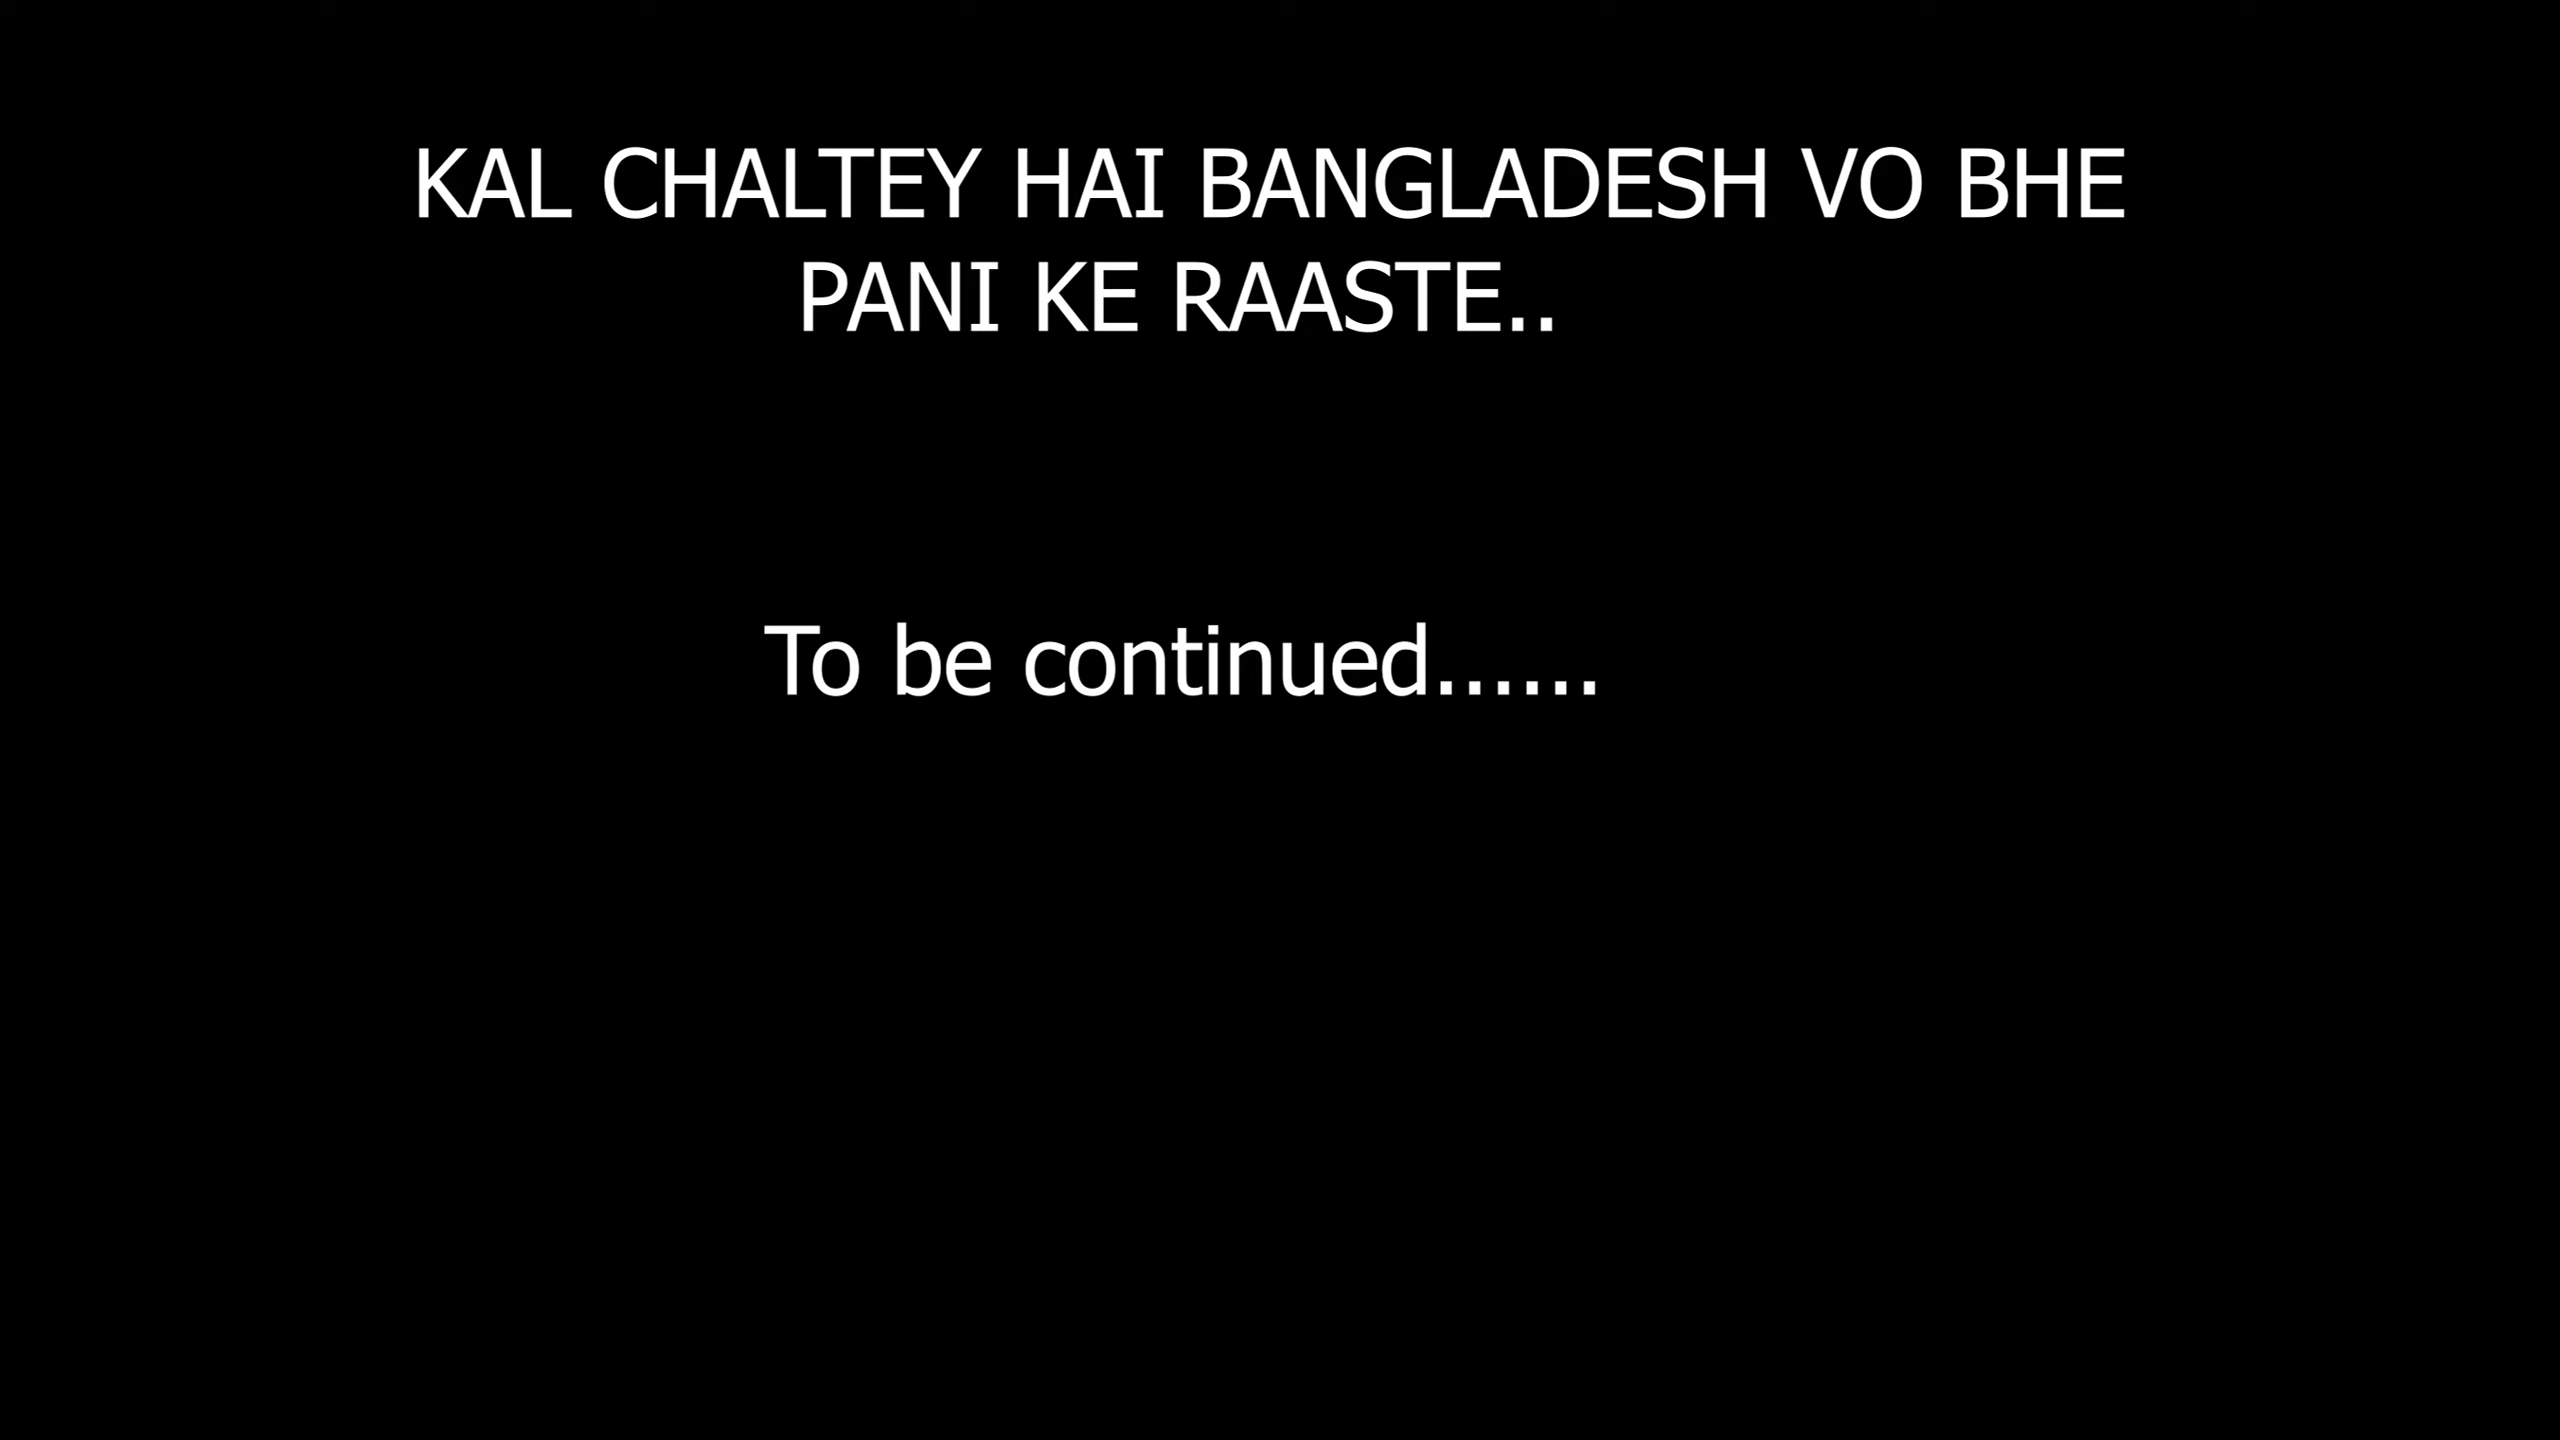 KAL CHALTEY HAI BANGLADESH VO BHE
PANI KE RAASTE..
To be continued......